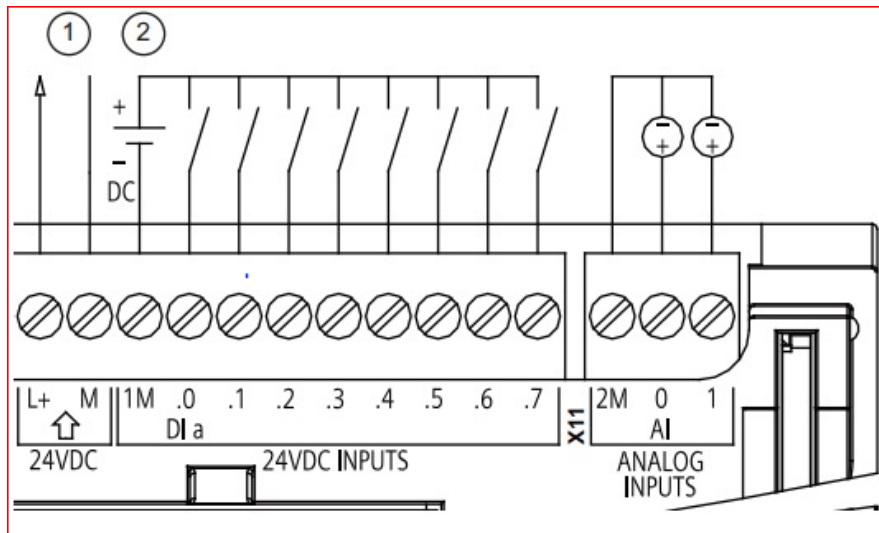 1 2
+
-
DC
- -
+ +
L+ M 1M .0 .1 .2 .3 .4 .5 .6 .7 X11 2M 0 1
DI a AI
24VDC 24VDC INPUTS ANALOG
INPUTS